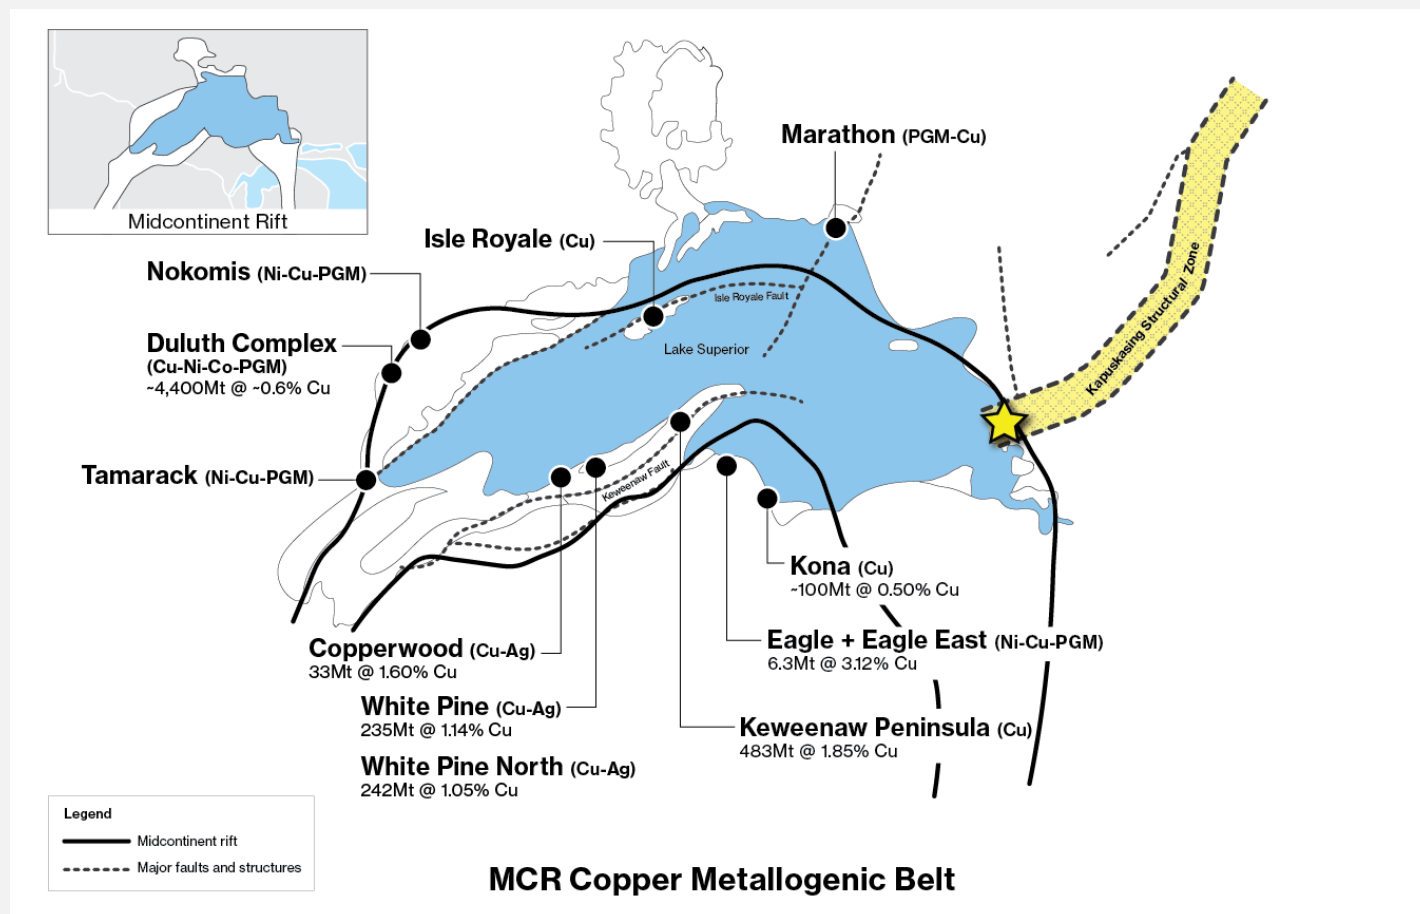 Midcontinent Rift
Marathon (PGM-Cu)
Isle Royale (Cu)
Nokomis (Ni-Cu-PGM)
Isle Royale Fault
Duluth Complex
(Cu-Ni-Co-PGM)
~4,400Mt @ ~0.6% Cu
Lake Superior
Kapuskasing Structural Zone
Tamarack (Ni-Cu-PGM)
Keweenaw Fault
Kona (Cu)
~100Mt @ 0.50% Cu
Copperwood (Cu-Ag)
33Mt @ 1.60% Cu
Eagle + Eagle East (Ni-Cu-PGM)
6.3Mt @ 3.12% Cu
White Pine (Cu-Ag)
235Mt @ 1.14% Cu
Keweenaw Peninsula (Cu)
483Mt @ 1.85% Cu
White Pine North (Cu-Ag)
242Mt @ 1.05% Cu
Legend
Midcontinent rift
Major faults and structures
MCR Copper Metallogenic Belt